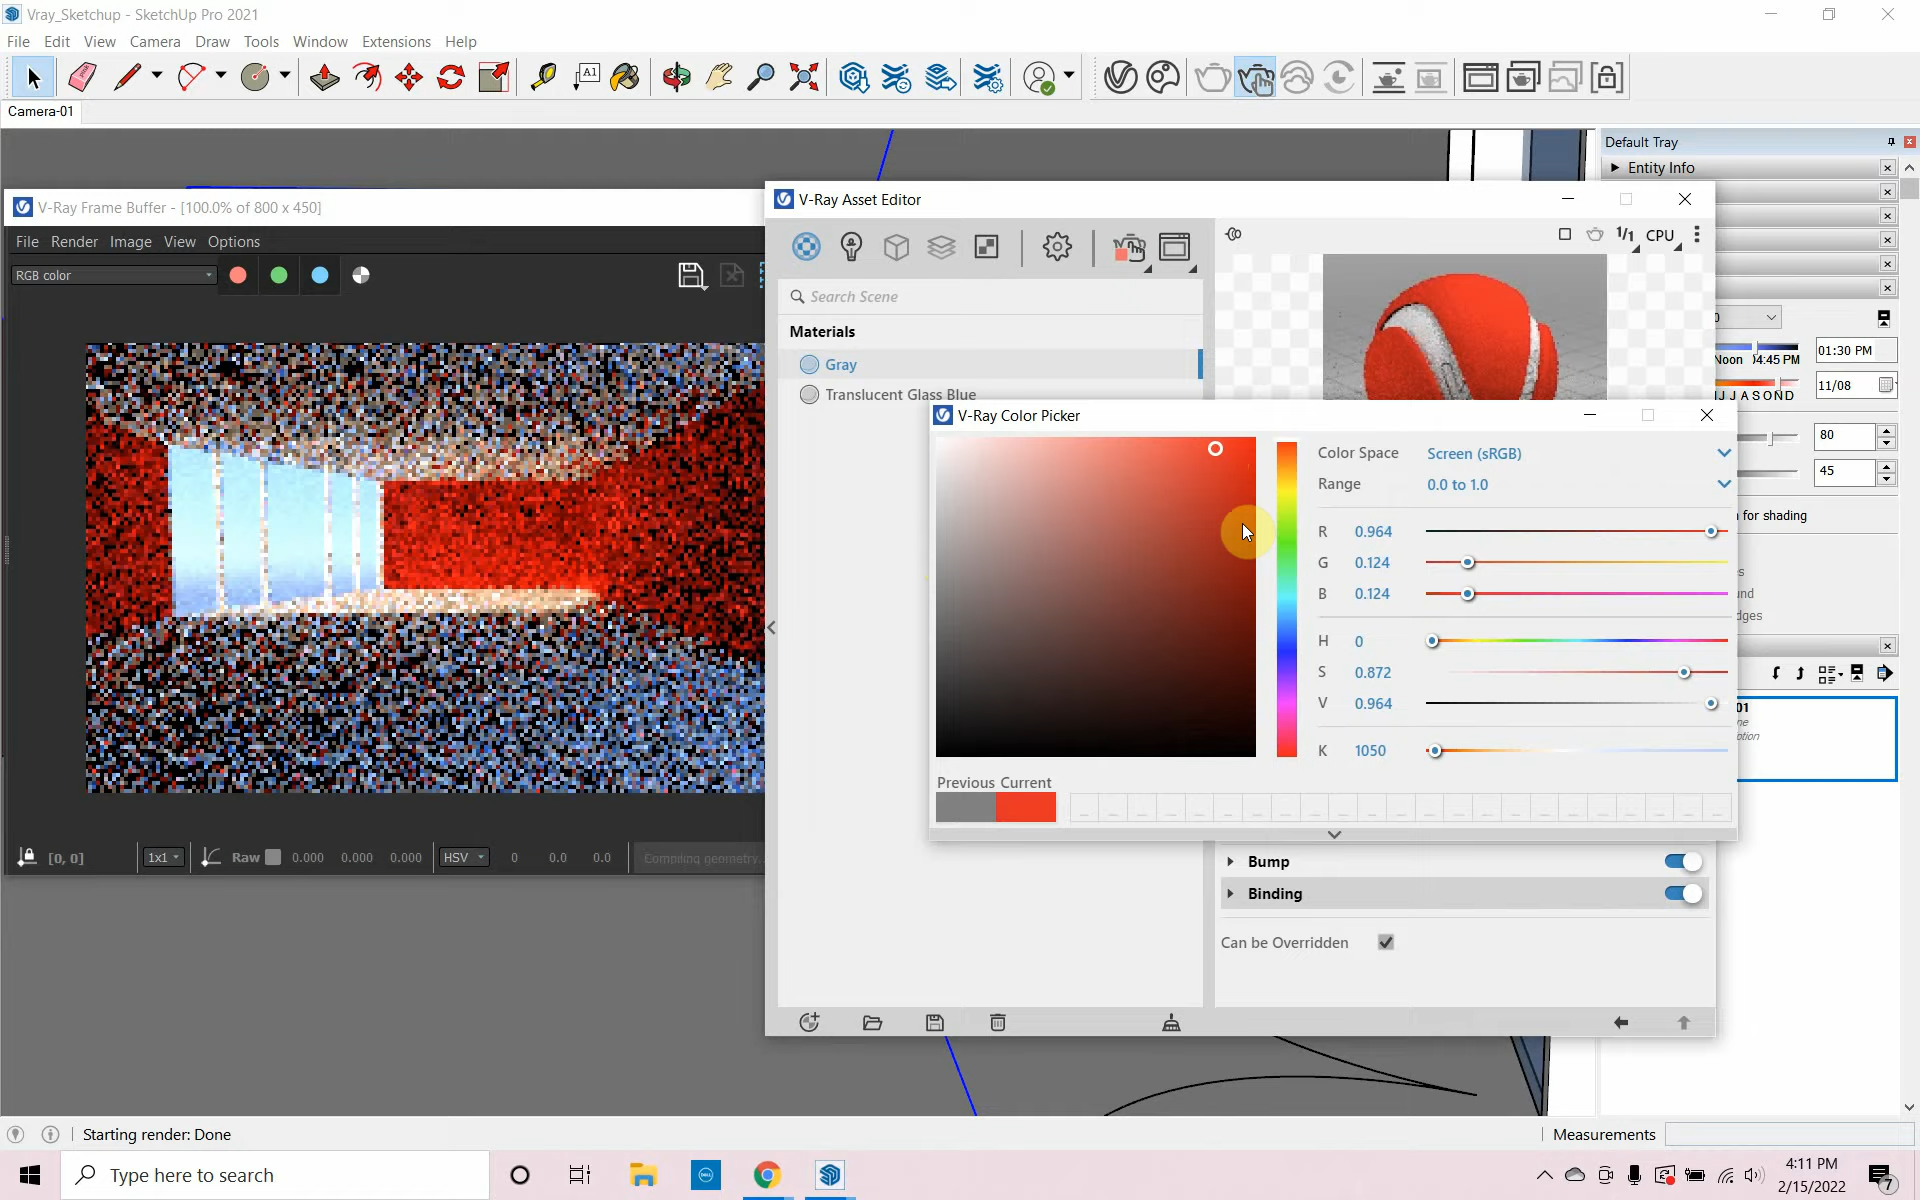 Vray_Sketchup - SketchUp Pro 2021
File Edit View Camera Draw Tools Window Extensions Help
A1
Camera-01
Default Tray
Entity Info
V-Ray Frame Buffer - [100.0% of 800 x 450]
File Render Image View Options
RGB color
V-Ray Asset Editor
1/1 CPU
Search Scene
Materials
Gray
Translucent Glass Blue
Noon 04:45 PM
01:30 PM
J J A S O N D
11/08
80
45
for shading
V-Ray Color Picker
Color Space Screen (sRGB)
Range 0.0 to 1.0
R 0.964
G 0.124
B 0.124
H 0
S 0.872
V 0.964
K 1050
Previous Current
Bump
Binding
Can be Overridden
[0, 0]
1x1
Raw 0.000 0.000 0.000
HSV 0 0.0 0.0
Compiling geometry..
Starting render: Done
Measurements
Type here to search
4:11 PM
2/15/2022
7